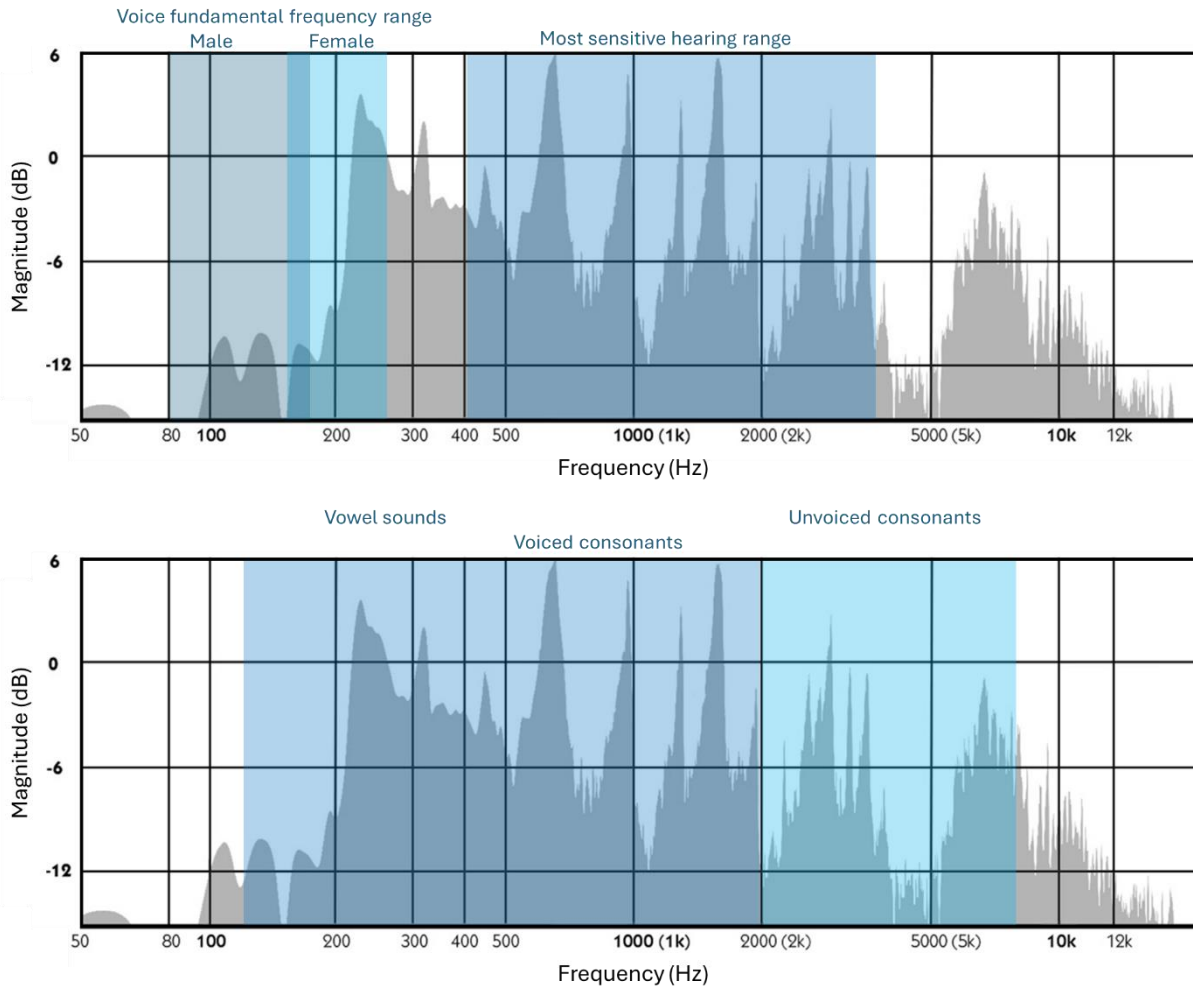 Voice fundamental frequency range
Male Female Most sensitive hearing range
6
0
-6
-12
Magnitude (dB)
50 80 100 200 300 400 500 1000 (1k) 2000 (2k) 5000 (5k) 10k 12k
Frequency (Hz)
Vowel sounds Unvoiced consonants
Voiced consonants
6
0
-6
-12
Magnitude (dB)
50 80 100 200 300 400 500 1000 (1k) 2000 (2k) 5000 (5k) 10k 12k
Frequency (Hz)